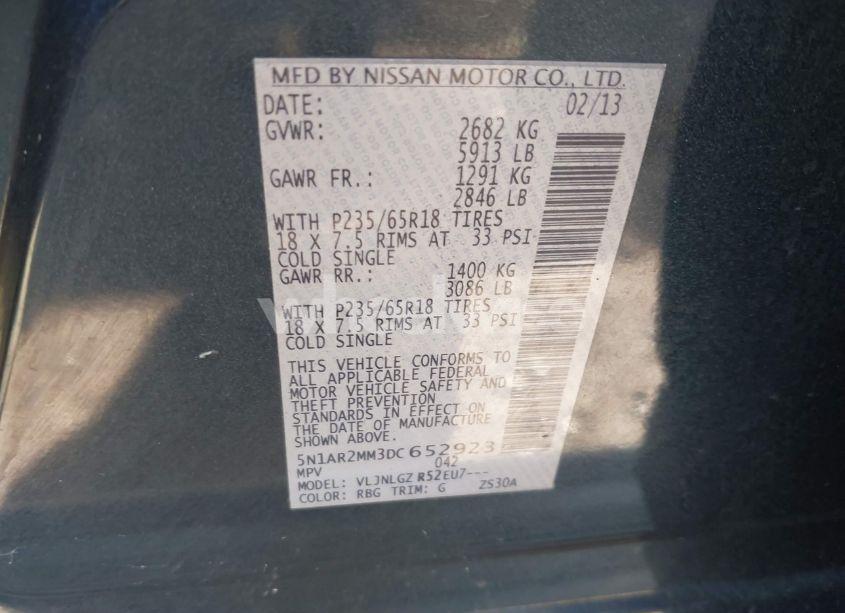 MFD BY NISSAN MOTOR CO., LTD.
DATE: 02/13
GVWR: 2682 KG
5913 LB
GAWR FR.: 1291 KG
2846 LB
WITH P235/65R18 TIRES
18 X 7.5 RIMS AT 33 PSI
COLD SINGLE
GAWR RR.: 1400 KG
3086 LB
WITH P235/65R18 TIRES
18 X 7.5 RIMS AT 33 PSI
COLD SINGLE
THIS VEHICLE CONFORMS TO
ALL APPLICABLE FEDERAL
MOTOR VEHICLE SAFETY AND
THEFT PREVENTION
STANDARDS IN EFFECT ON
THE DATE OF MANUFACTURE
SHOWN ABOVE.
5N1AR2MM3DC652923
MPV 042
MODEL: VLJNLGZ R52EU7---
COLOR: RBG TRIM: G ZS30A